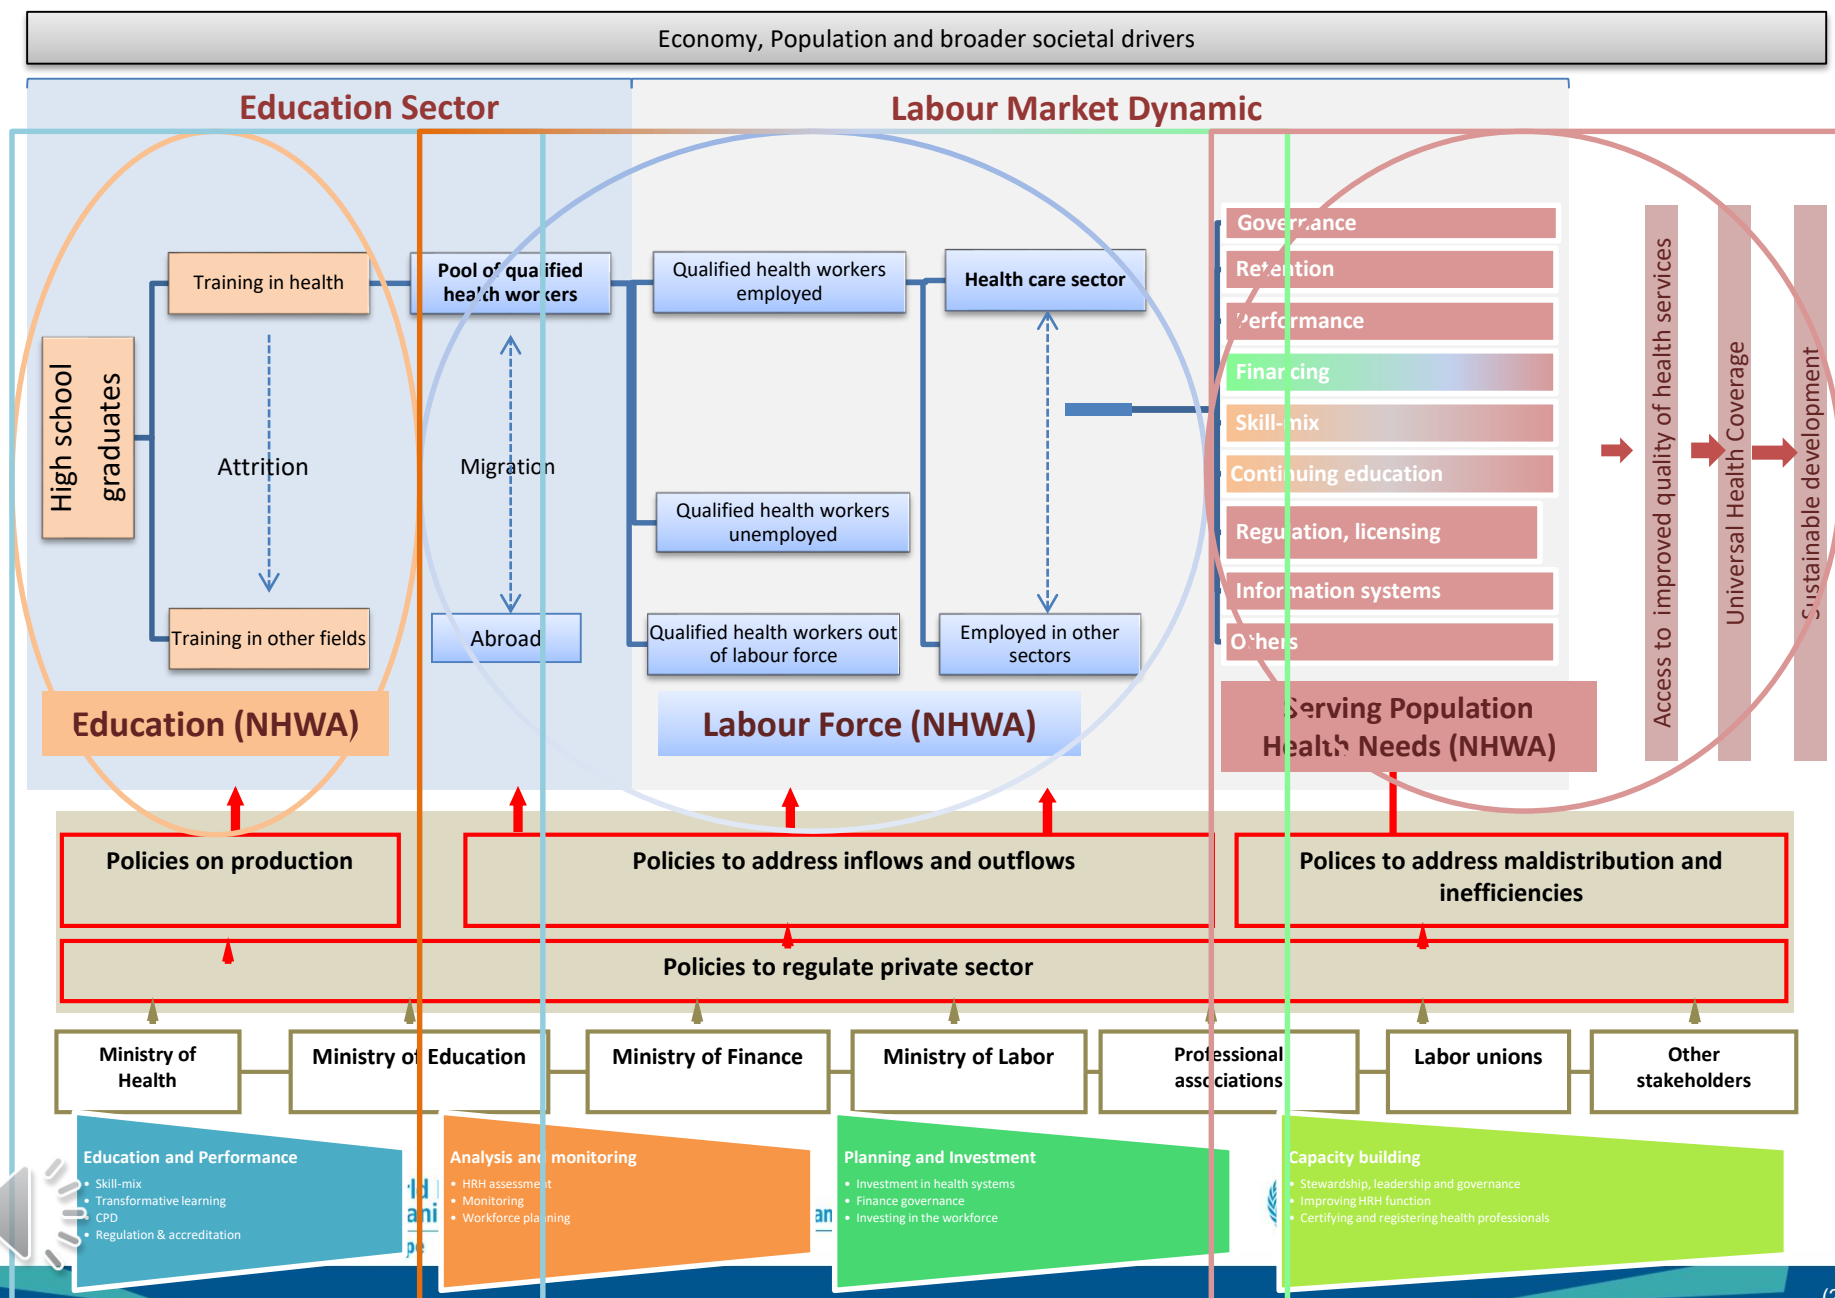 Economy, Population and broader societal drivers
Education Sector
Labour Market Dynamic
High school
graduates
Training in health
Attrition
Training in other fields
Pool of qualified
health workers
Migration
Abroad
Qualified health workers
employed
Qualified health workers
unemployed
Qualified health workers out
of labour force
Health care sector
Employed in other
sectors
Governance
Retention
Performance
Financing
Skill-mix
Continuing education
Regulation, licensing
Information systems
Others
Access to improved quality of health services
Universal Health Coverage
Sustainable development
Education (NHWA)
Labour Force (NHWA)
Serving Population
Health Needs (NHWA)
Policies on production
Policies to address inflows and outflows
Polices to address maldistribution and
inefficiencies
Policies to regulate private sector
Ministry of
Health
Ministry of Education
Ministry of Finance
Ministry of Labor
Professional
associations
Labor unions
Other
stakeholders
Education and Performance
• Skill-mix
• Transformative learning
• CPD
• Regulation & accreditation
Analysis and monitoring
• HRH assessment
• Monitoring
• Workforce planning
Planning and Investment
• Investment in health systems
• Finance governance
• Investing in the workforce
Capacity building
• Stewardship, leadership and governance
• Improving HRH function
• Certifying and registering health professionals